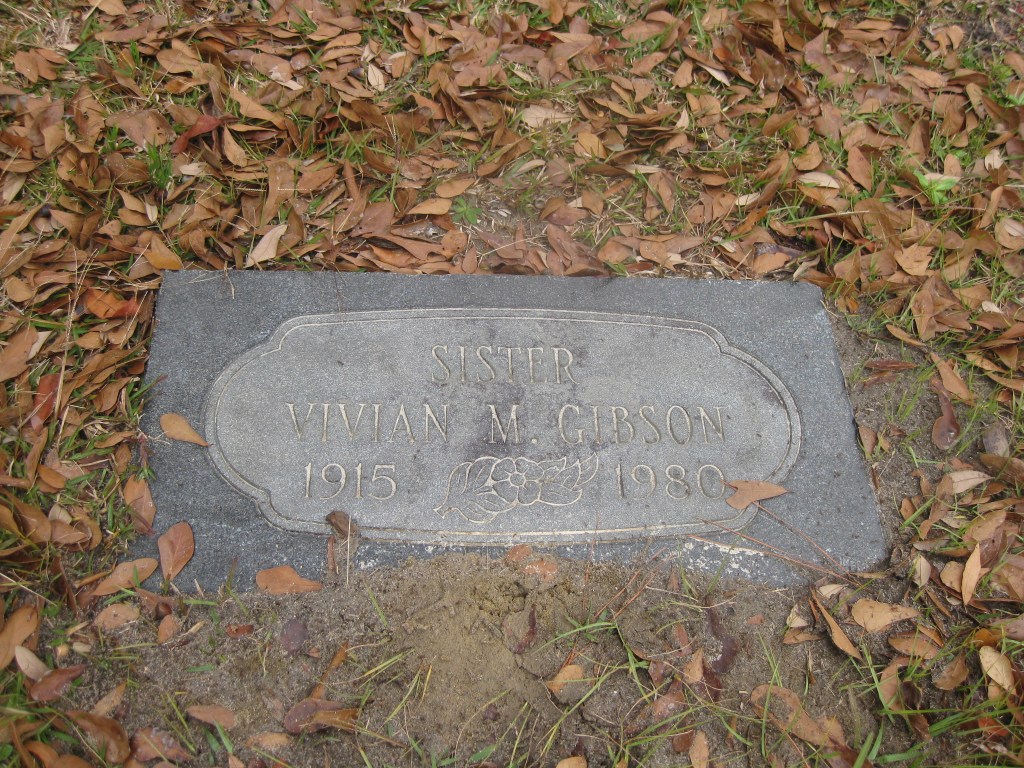 SISTER
VIVIAN M. GIBSON
1915 1980